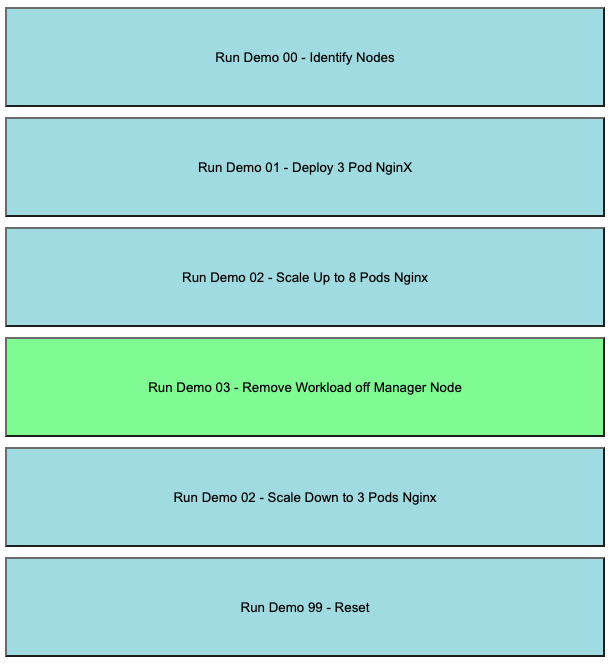 Run Demo 00 - Identify Nodes
Run Demo 01 - Deploy 3 Pod NginX
Run Demo 02 - Scale Up to 8 Pods Nginx
Run Demo 03 - Remove Workload off Manager Node
Run Demo 02 - Scale Down to 3 Pods Nginx
Run Demo 99 - Reset